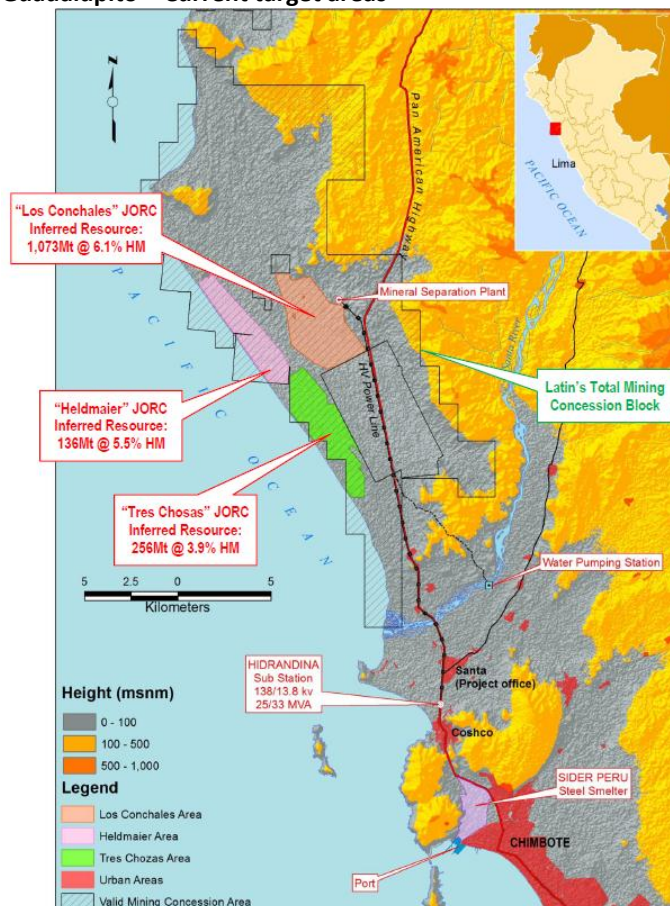 Pan American Highway
Lima
PACIFIC OCEAN
"Los Conchales" JORC
Inferred Resource:
1,073Mt @ 6.1% HM
Mineral Separation Plant
Santa River
PACIFIC OCEAN
HV Power Line
Latin's Total Mining
Concession Block
"Heldmaier" JORC
Inferred Resource:
136Mt @ 5.5% HM
"Tres Chosas" JORC
Inferred Resource:
256Mt @ 3.9% HM
Water Pumping Station
5 2.5 0 5
Kilometers
HIDRANDINA
Sub Station
138/13.8 kv
25/33 MVA
Santa
(Project office)
Coshco
Height (msnm)
0 - 100
100 - 500
500 - 1,000
Legend
Los Conchales Area
Heldmaier Area
Tres Chozas Area
Urban Areas
Valid Mining Concession Area
SIDER PERU
Steel Smelter
CHIMBOTE
Port